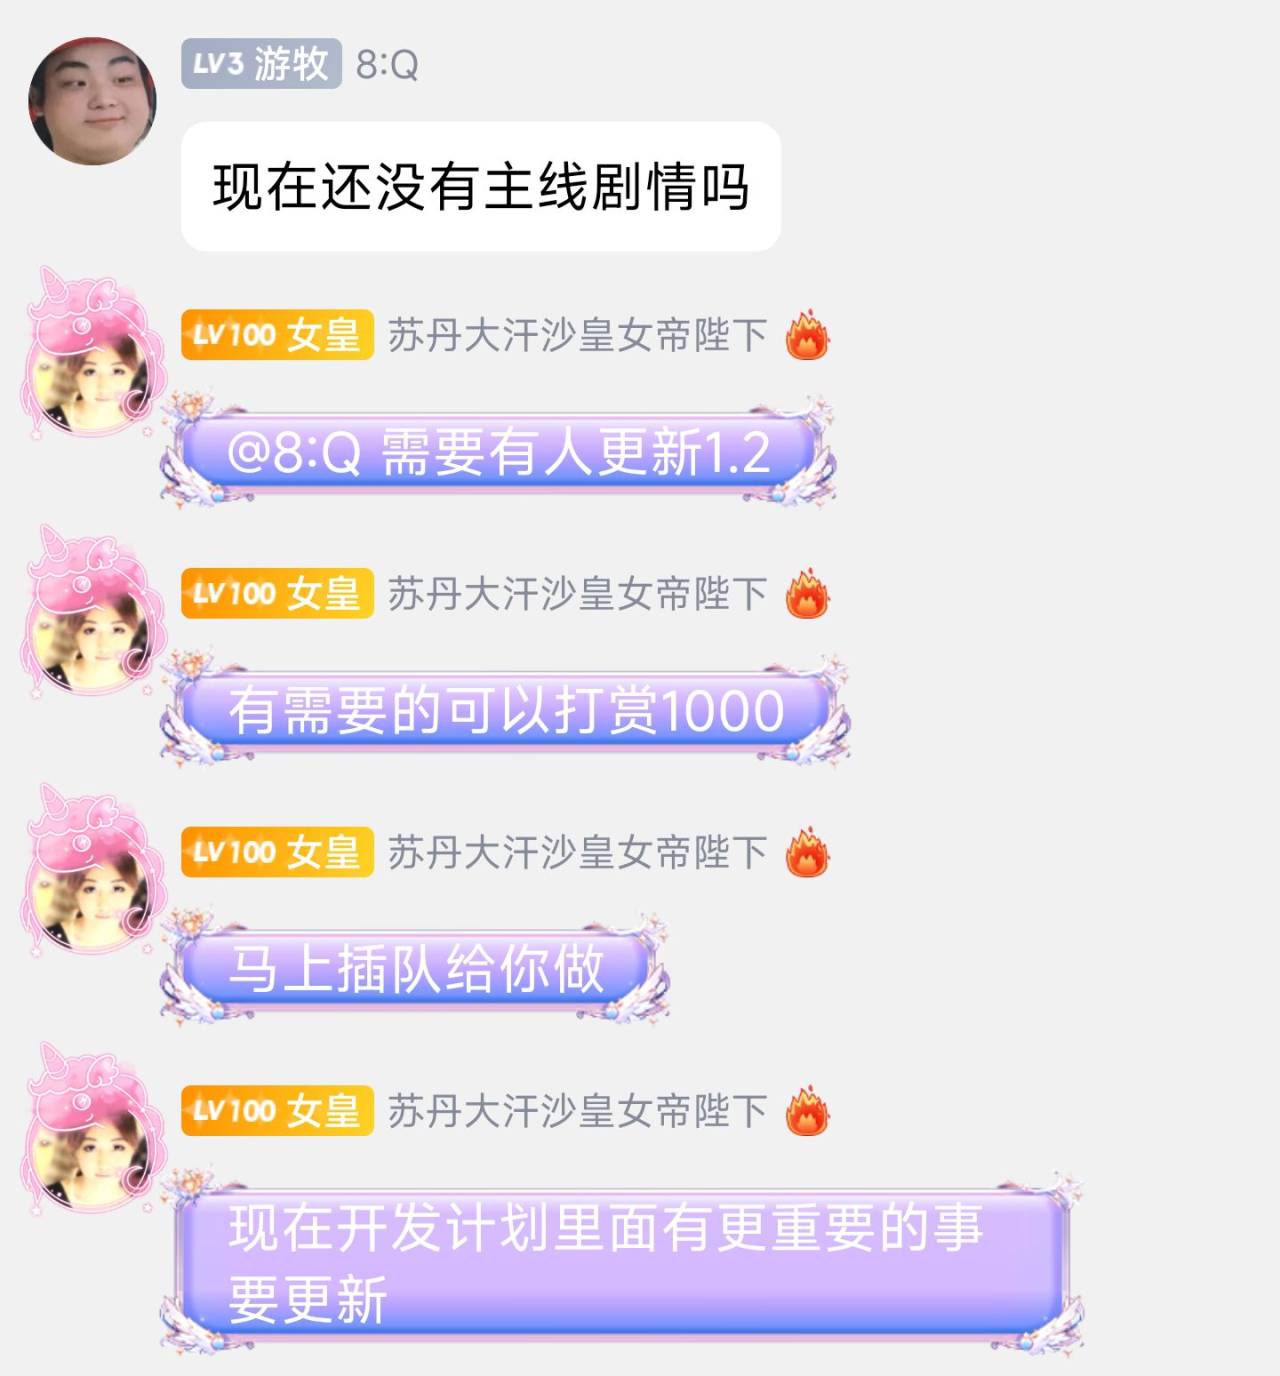 LV3 游牧 8:Q
现在还没有主线剧情吗
LV100 女皇 苏丹大汗沙皇女帝陛下
@8:Q 需要有人更新1.2
LV100 女皇 苏丹大汗沙皇女帝陛下
有需要的可以打赏1000
LV100 女皇 苏丹大汗沙皇女帝陛下
马上插队给你做
LV100 女皇 苏丹大汗沙皇女帝陛下
现在开发计划里面有更重要的事
要更新